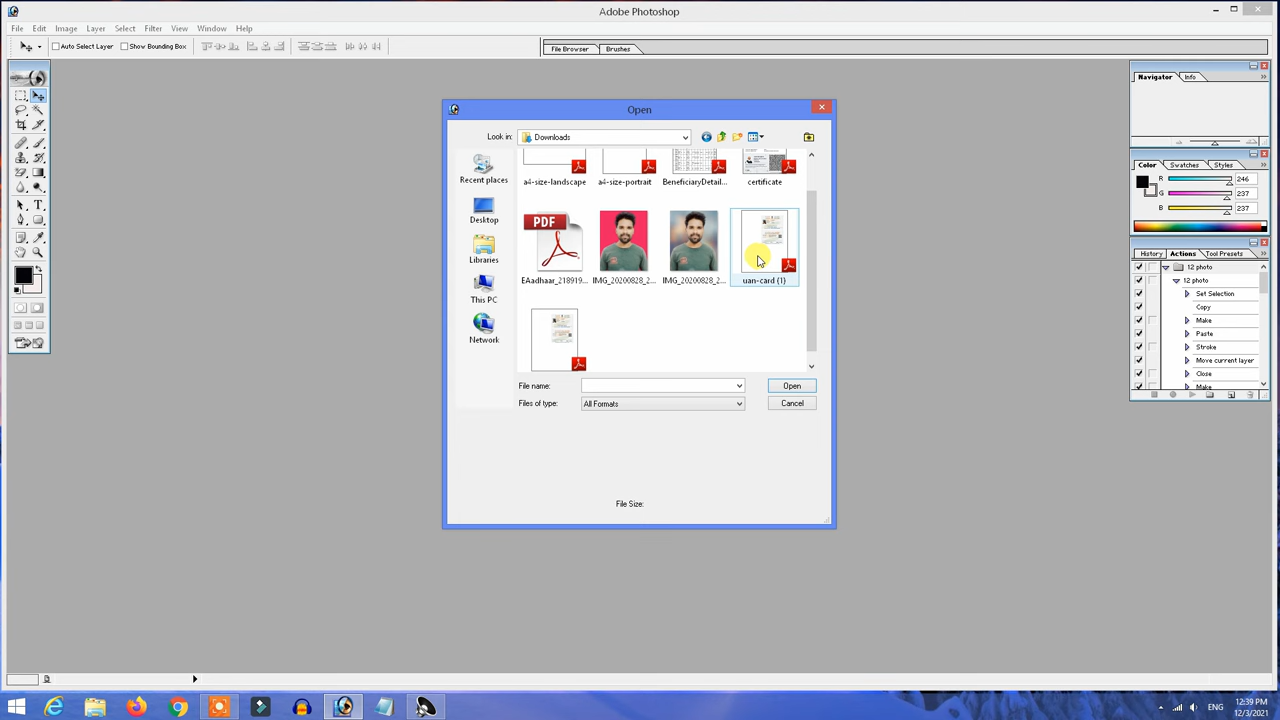 Adobe Photoshop
File Edit Image Layer Select Filter View Window Help
Auto Select Layer Show Bounding Box
File Browser Brushes
Open
Look in: Downloads
Recent places
Desktop
Libraries
This PC
Network
a4-size-landscape a4-size-portrait BeneficiaryDetail... certificate
PDF
EAadhaar_218919... IMG_20200828_2... IMG_20200828_2... uan-card (1)
File name: Open
Files of type: All Formats Cancel
File Size:
Navigator Info
Color Swatches Styles
R 246
G 237
B 237
History Actions Tool Presets
12 photo
12 photo
Set Selection
Copy
Make
Paste
Stroke
Move current layer
Close
Make
ENG
12:39 PM
12/3/2021